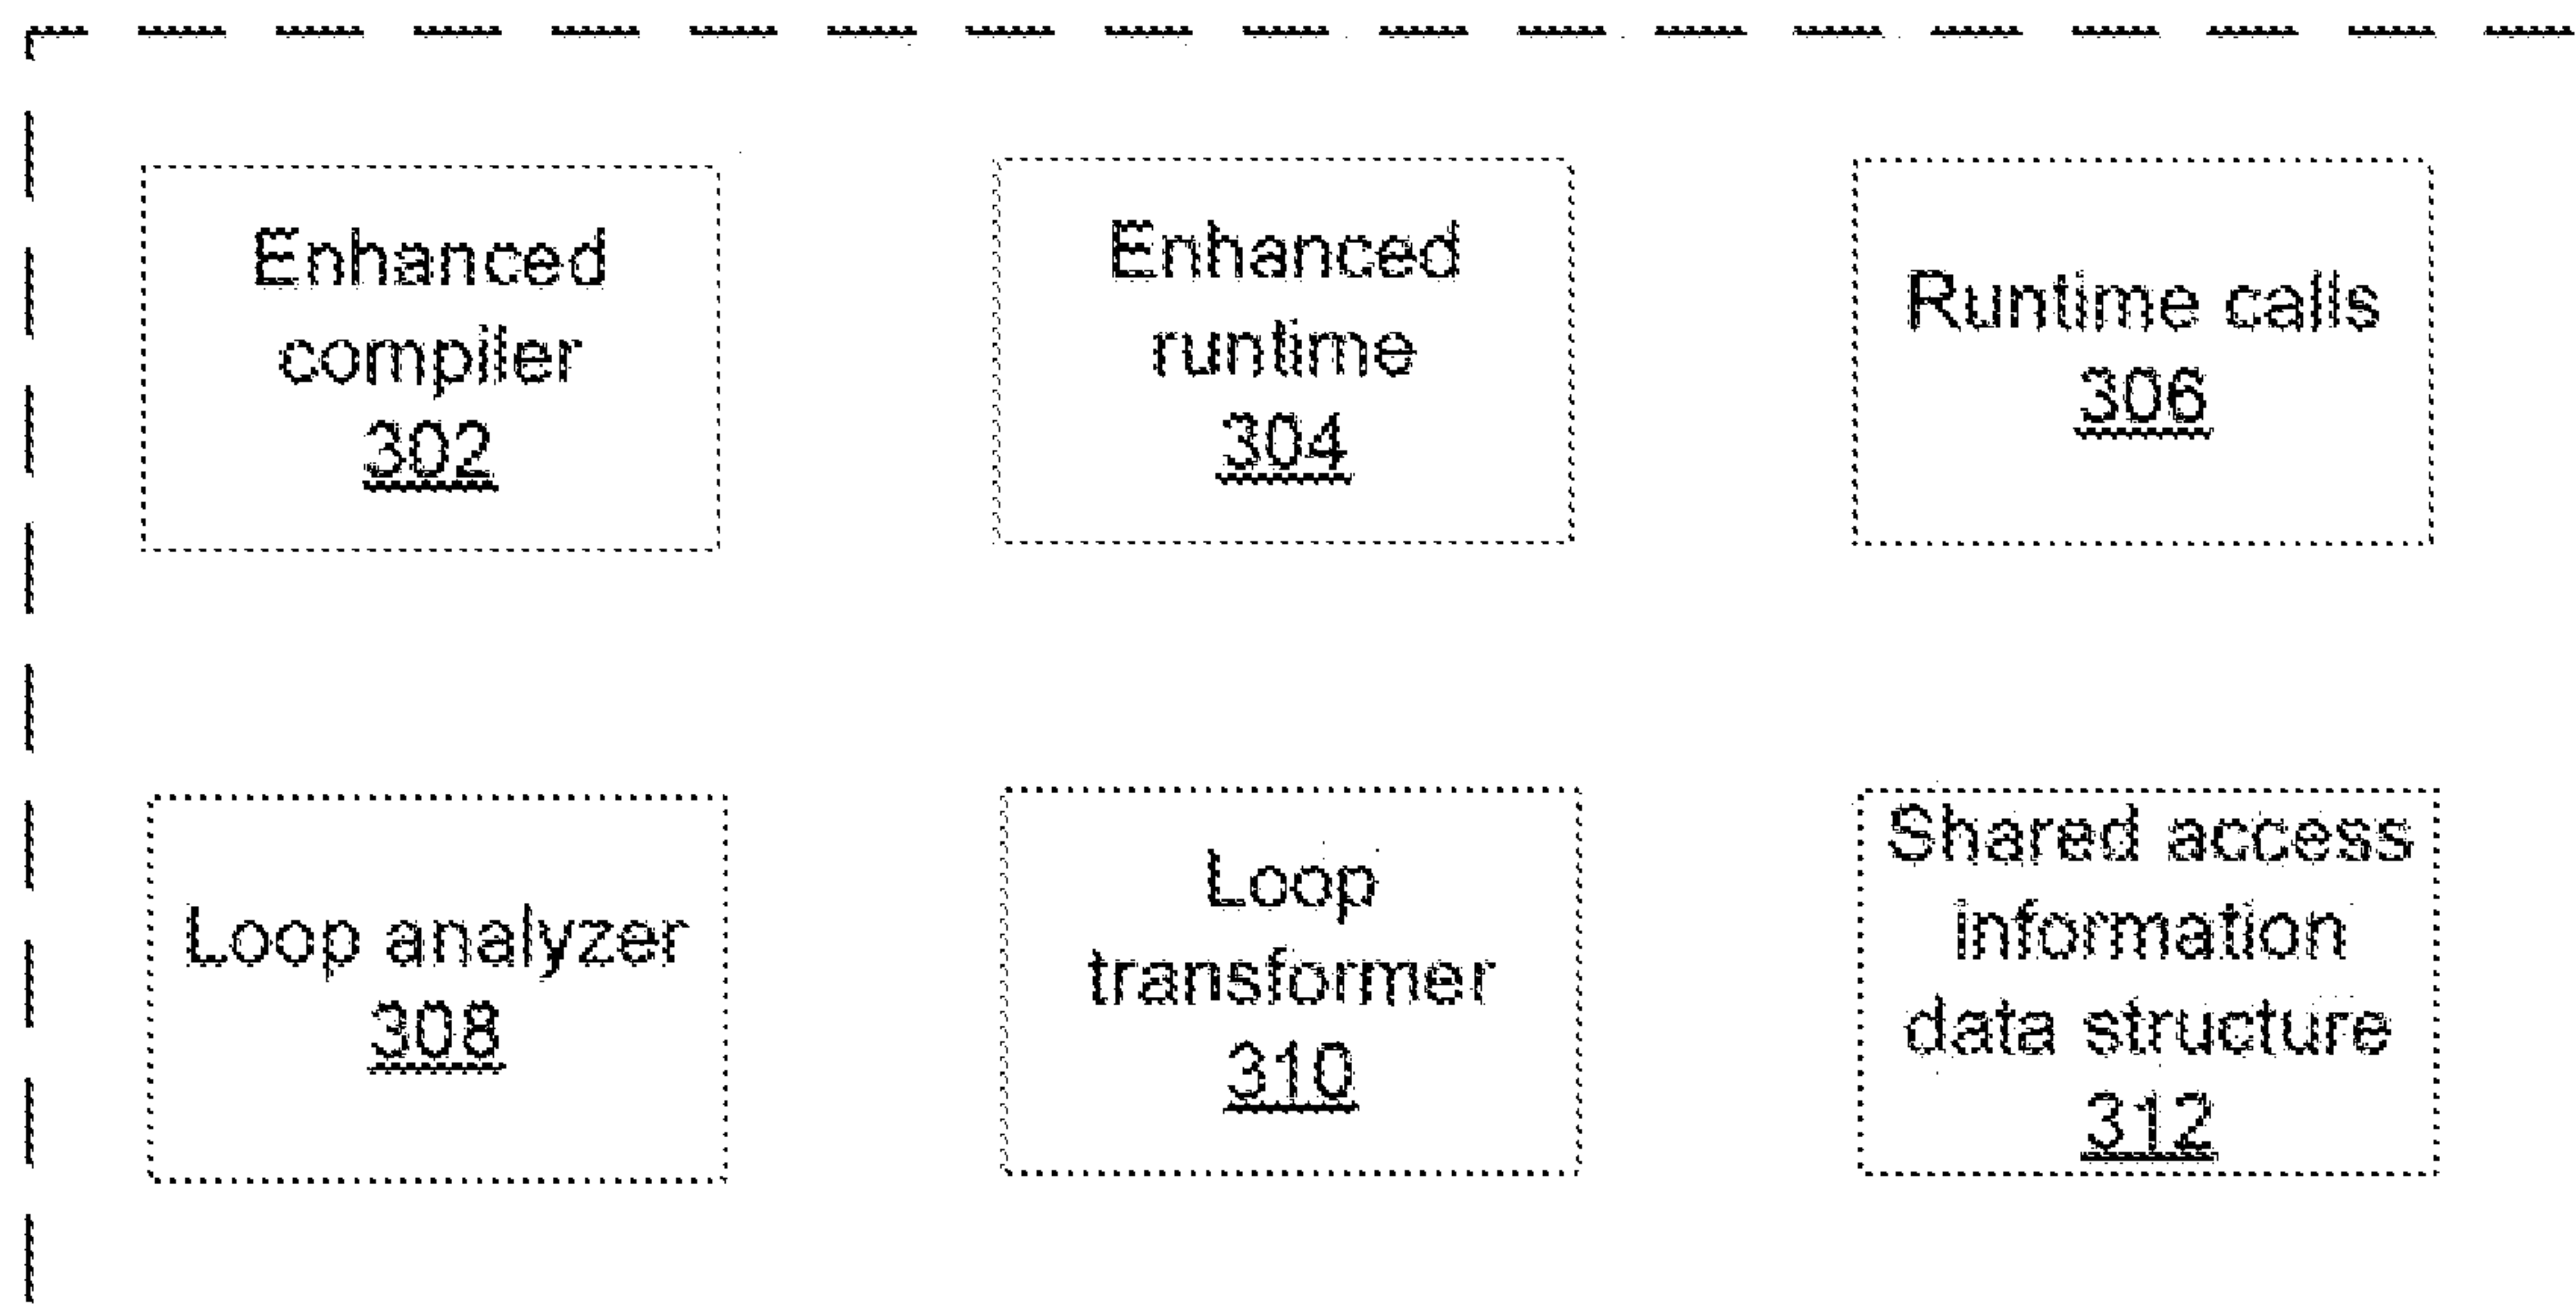 Enhanced
compiler
302
Enhanced
runtime
304
Runtime calls
306
Loop analyzer
308
Loop
transformer
310
Shared access
information
data structure
312